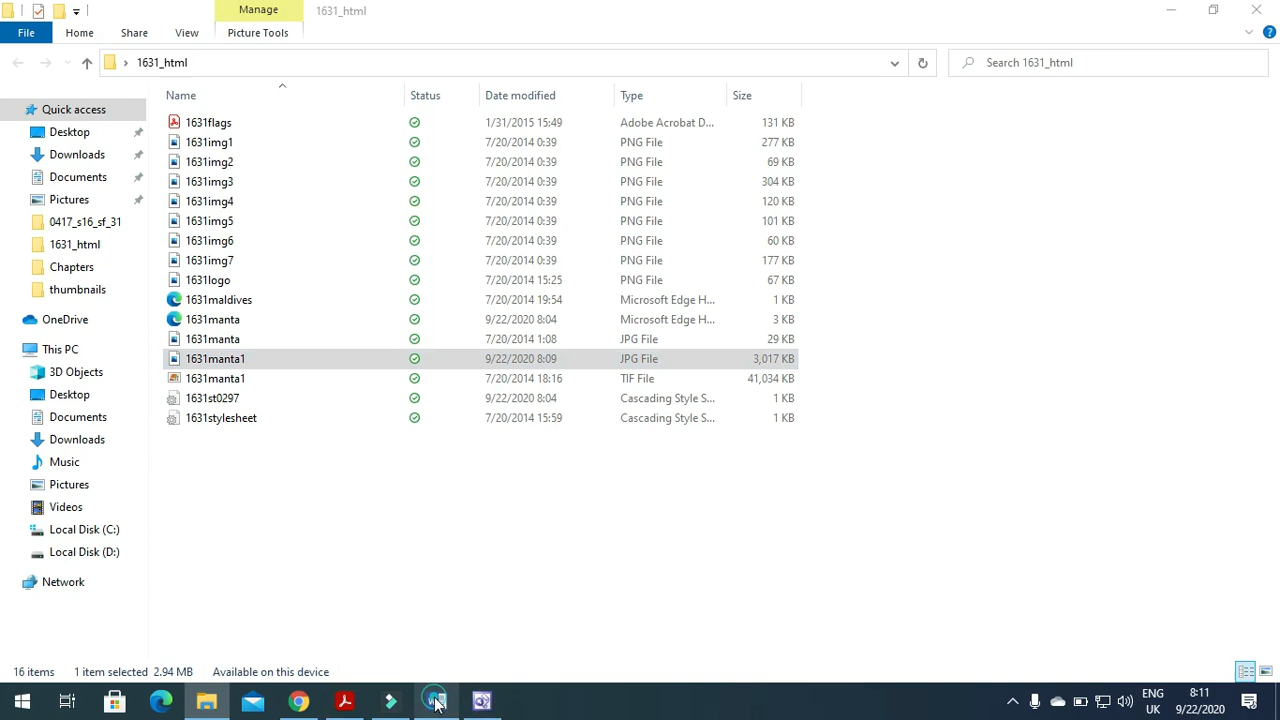 Manage
1631_html
File
Home
Share
View
Picture Tools
1631_html
Search 1631_html
Name
Status
Date modified
Type
Size
Quick access
Desktop
Downloads
Documents
Pictures
0417_s16_sf_31
1631_html
Chapters
thumbnails
OneDrive
This PC
3D Objects
Desktop
Documents
Downloads
Music
Pictures
Videos
Local Disk (C:)
Local Disk (D:)
Network
1631flags 1/31/2015 15:49 Adobe Acrobat D... 131 KB
1631img1 7/20/2014 0:39 PNG File 277 KB
1631img2 7/20/2014 0:39 PNG File 69 KB
1631img3 7/20/2014 0:39 PNG File 304 KB
1631img4 7/20/2014 0:39 PNG File 120 KB
1631img5 7/20/2014 0:39 PNG File 101 KB
1631img6 7/20/2014 0:39 PNG File 60 KB
1631img7 7/20/2014 0:39 PNG File 177 KB
1631logo 7/20/2014 15:25 PNG File 67 KB
1631maldives 7/20/2014 19:54 Microsoft Edge H... 1 KB
1631manta 9/22/2020 8:04 Microsoft Edge H... 3 KB
1631manta 7/20/2014 1:08 JPG File 29 KB
1631manta1 9/22/2020 8:09 JPG File 3,017 KB
1631manta1 7/20/2014 18:16 TIF File 41,034 KB
1631st0297 9/22/2020 8:04 Cascading Style S... 1 KB
1631stylesheet 7/20/2014 15:59 Cascading Style S... 1 KB
16 items 1 item selected 2.94 MB Available on this device
ENG
UK
8:11
9/22/2020